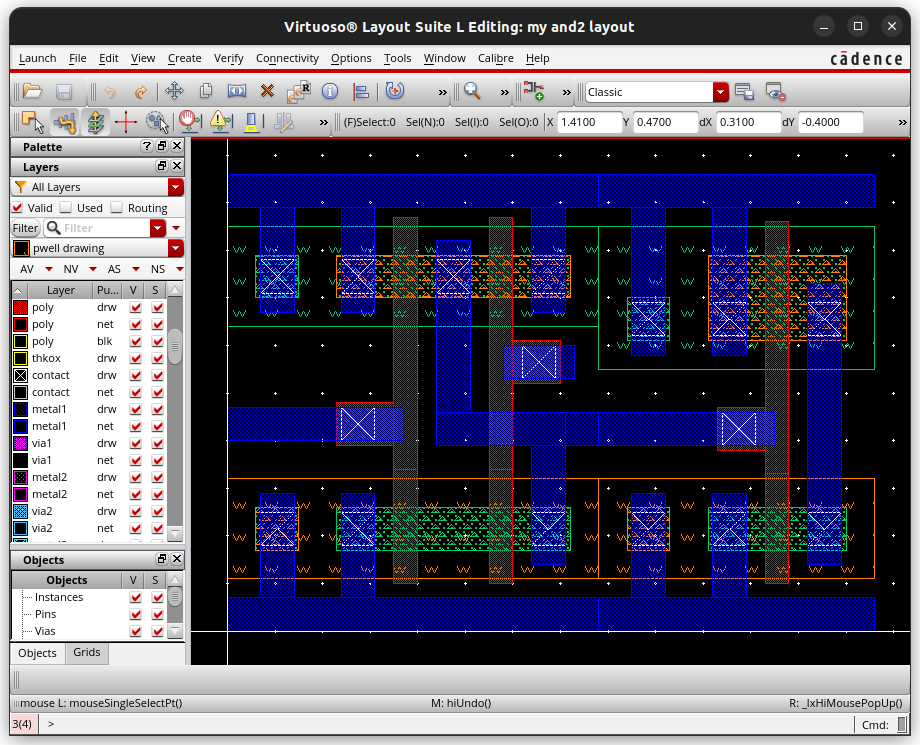 Virtuoso® Layout Suite L Editing: my and2 layout
Launch File Edit View Create Verify Connectivity Options Tools Window Calibre Help cādence
R » » » Classic
» (F)Select:0 Sel(N):0 Sel(I):0 Sel(O):0 X 1.4100 Y 0.4700 dX 0.3100 dY -0.4000 »
Palette ?
Layers
All Layers
Valid Used Routing
Filter Filter
pwell drawing
AV NV AS NS
Layer Pu... V S
poly drw
poly net
poly blk
thkox drw
contact drw
contact net
metal1 drw
metal1 net
via1 drw
via1 net
metal2 drw
metal2 net
via2 drw
via2 net
Objects
Objects V S
Instances
Pins
Vias
Objects Grids
mouse L: mouseSingleSelectPt() M: hiUndo() R: _lxHiMousePopUp()
3(4) > Cmd: